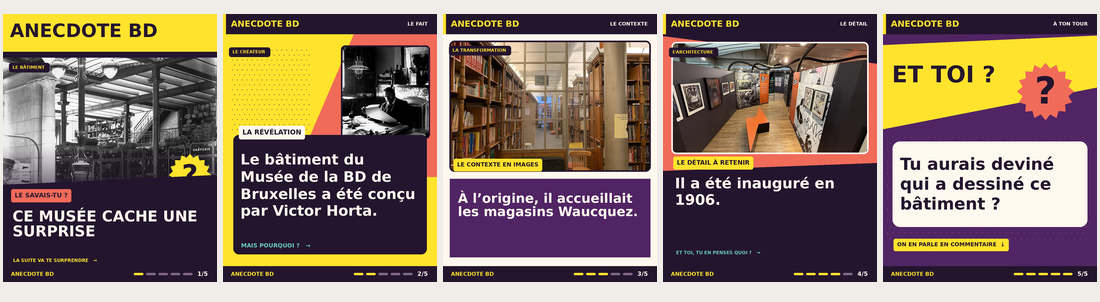 ANECDOTE BD
LE BÂTIMENT
?
LE SAVAIS-TU ?
CE MUSÉE CACHE UNE
SURPRISE
LA SUITE VA TE SURPRENDRE →
ANECDOTE BD
1/5
ANECDOTE BD
LE FAIT
LE CRÉATEUR
LA RÉVÉLATION
Le bâtiment du
Musée de la BD de
Bruxelles a été conçu
par Victor Horta.
MAIS POURQUOI ? →
ANECDOTE BD
2/5
ANECDOTE BD
LE CONTEXTE
LA TRANSFORMATION
LE CONTEXTE EN IMAGES
À l’origine, il accueillait
les magasins Waucquez.
ANECDOTE BD
3/5
ANECDOTE BD
LE DÉTAIL
L’ARCHITECTURE
LE DÉTAIL À RETENIR
Il a été inauguré en
1906.
ET TOI, TU EN PENSES QUOI ? →
ANECDOTE BD
4/5
ANECDOTE BD
À TON TOUR
ET TOI ?
?
Tu aurais deviné
qui a dessiné ce
bâtiment ?
ON EN PARLE EN COMMENTAIRE ↓
ANECDOTE BD
5/5